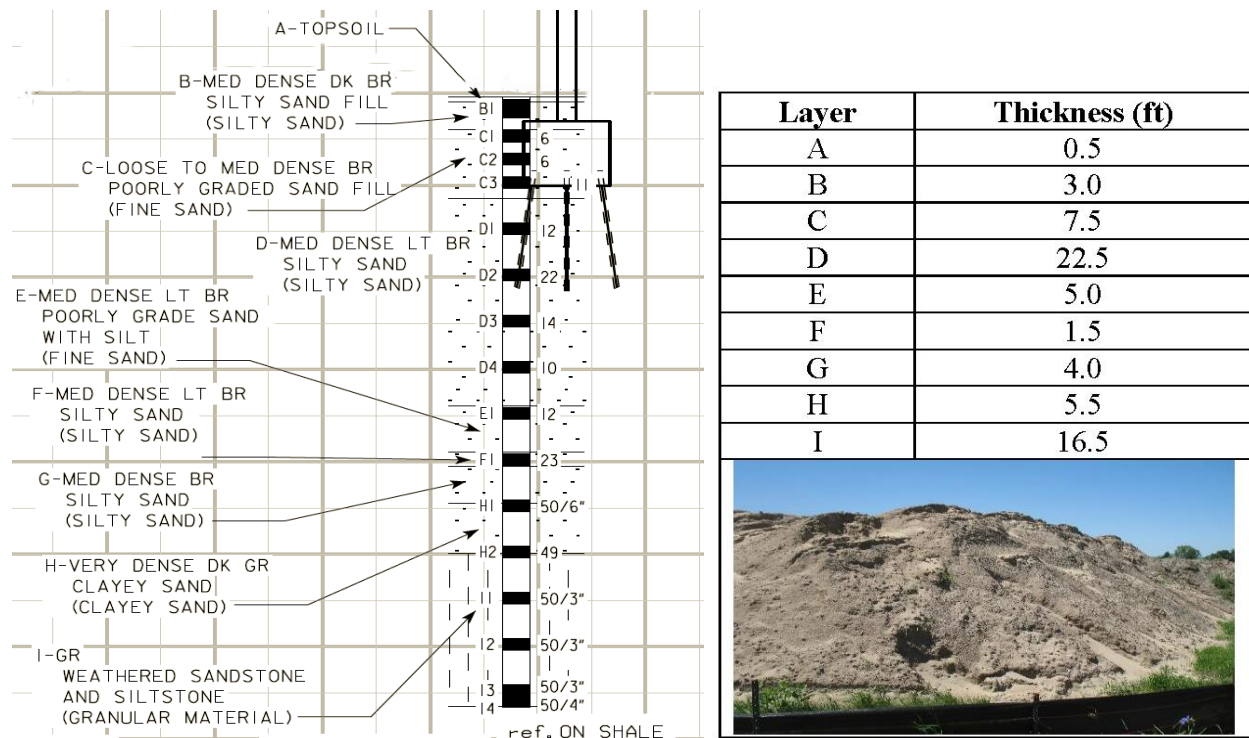 A-TOPSOIL
B-MED DENSE DK BR
SILTY SAND FILL
(SILTY SAND)
C-LOOSE TO MED DENSE BR
POORLY GRADED SAND FILL
(FINE SAND)
D-MED DENSE LT BR
SILTY SAND
(SILTY SAND)
E-MED DENSE LT BR
POORLY GRADE SAND
WITH SILT
(FINE SAND)
F-MED DENSE LT BR
SILTY SAND
(SILTY SAND)
G-MED DENSE BR
SILTY SAND
(SILTY SAND)
H-VERY DENSE DK GR
CLAYEY SAND
(CLAYEY SAND)
I-GR
WEATHERED SANDSTONE
AND SILTSTONE
(GRANULAR MATERIAL)
B1
C1 6
C2 6
C3 11
D1 12
D2 22
D3 14
D4 10
E1 12
F1 23
H1 50/6"
H2 49
I1 50/3"
I2 50/3"
I3 50/3"
I4 50/4"
ref. ON SHALE
Layer Thickness (ft)
A 0.5
B 3.0
C 7.5
D 22.5
E 5.0
F 1.5
G 4.0
H 5.5
I 16.5